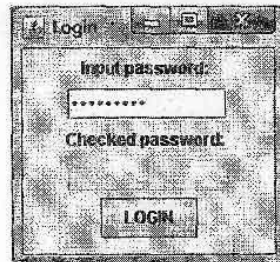 Login
Input password:
•••••••••
Checked password:
LOGIN